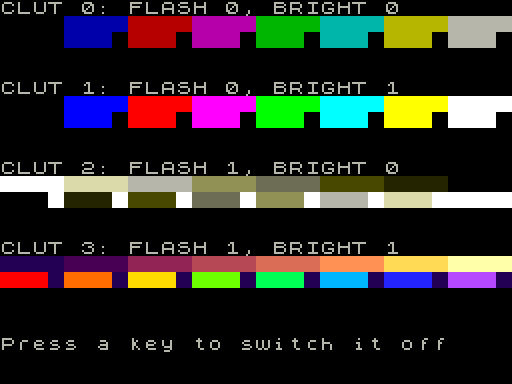 CLUT 0: FLASH 0, BRIGHT 0
CLUT 1: FLASH 0, BRIGHT 1
CLUT 2: FLASH 1, BRIGHT 0
CLUT 3: FLASH 1, BRIGHT 1
Press a key to switch it off